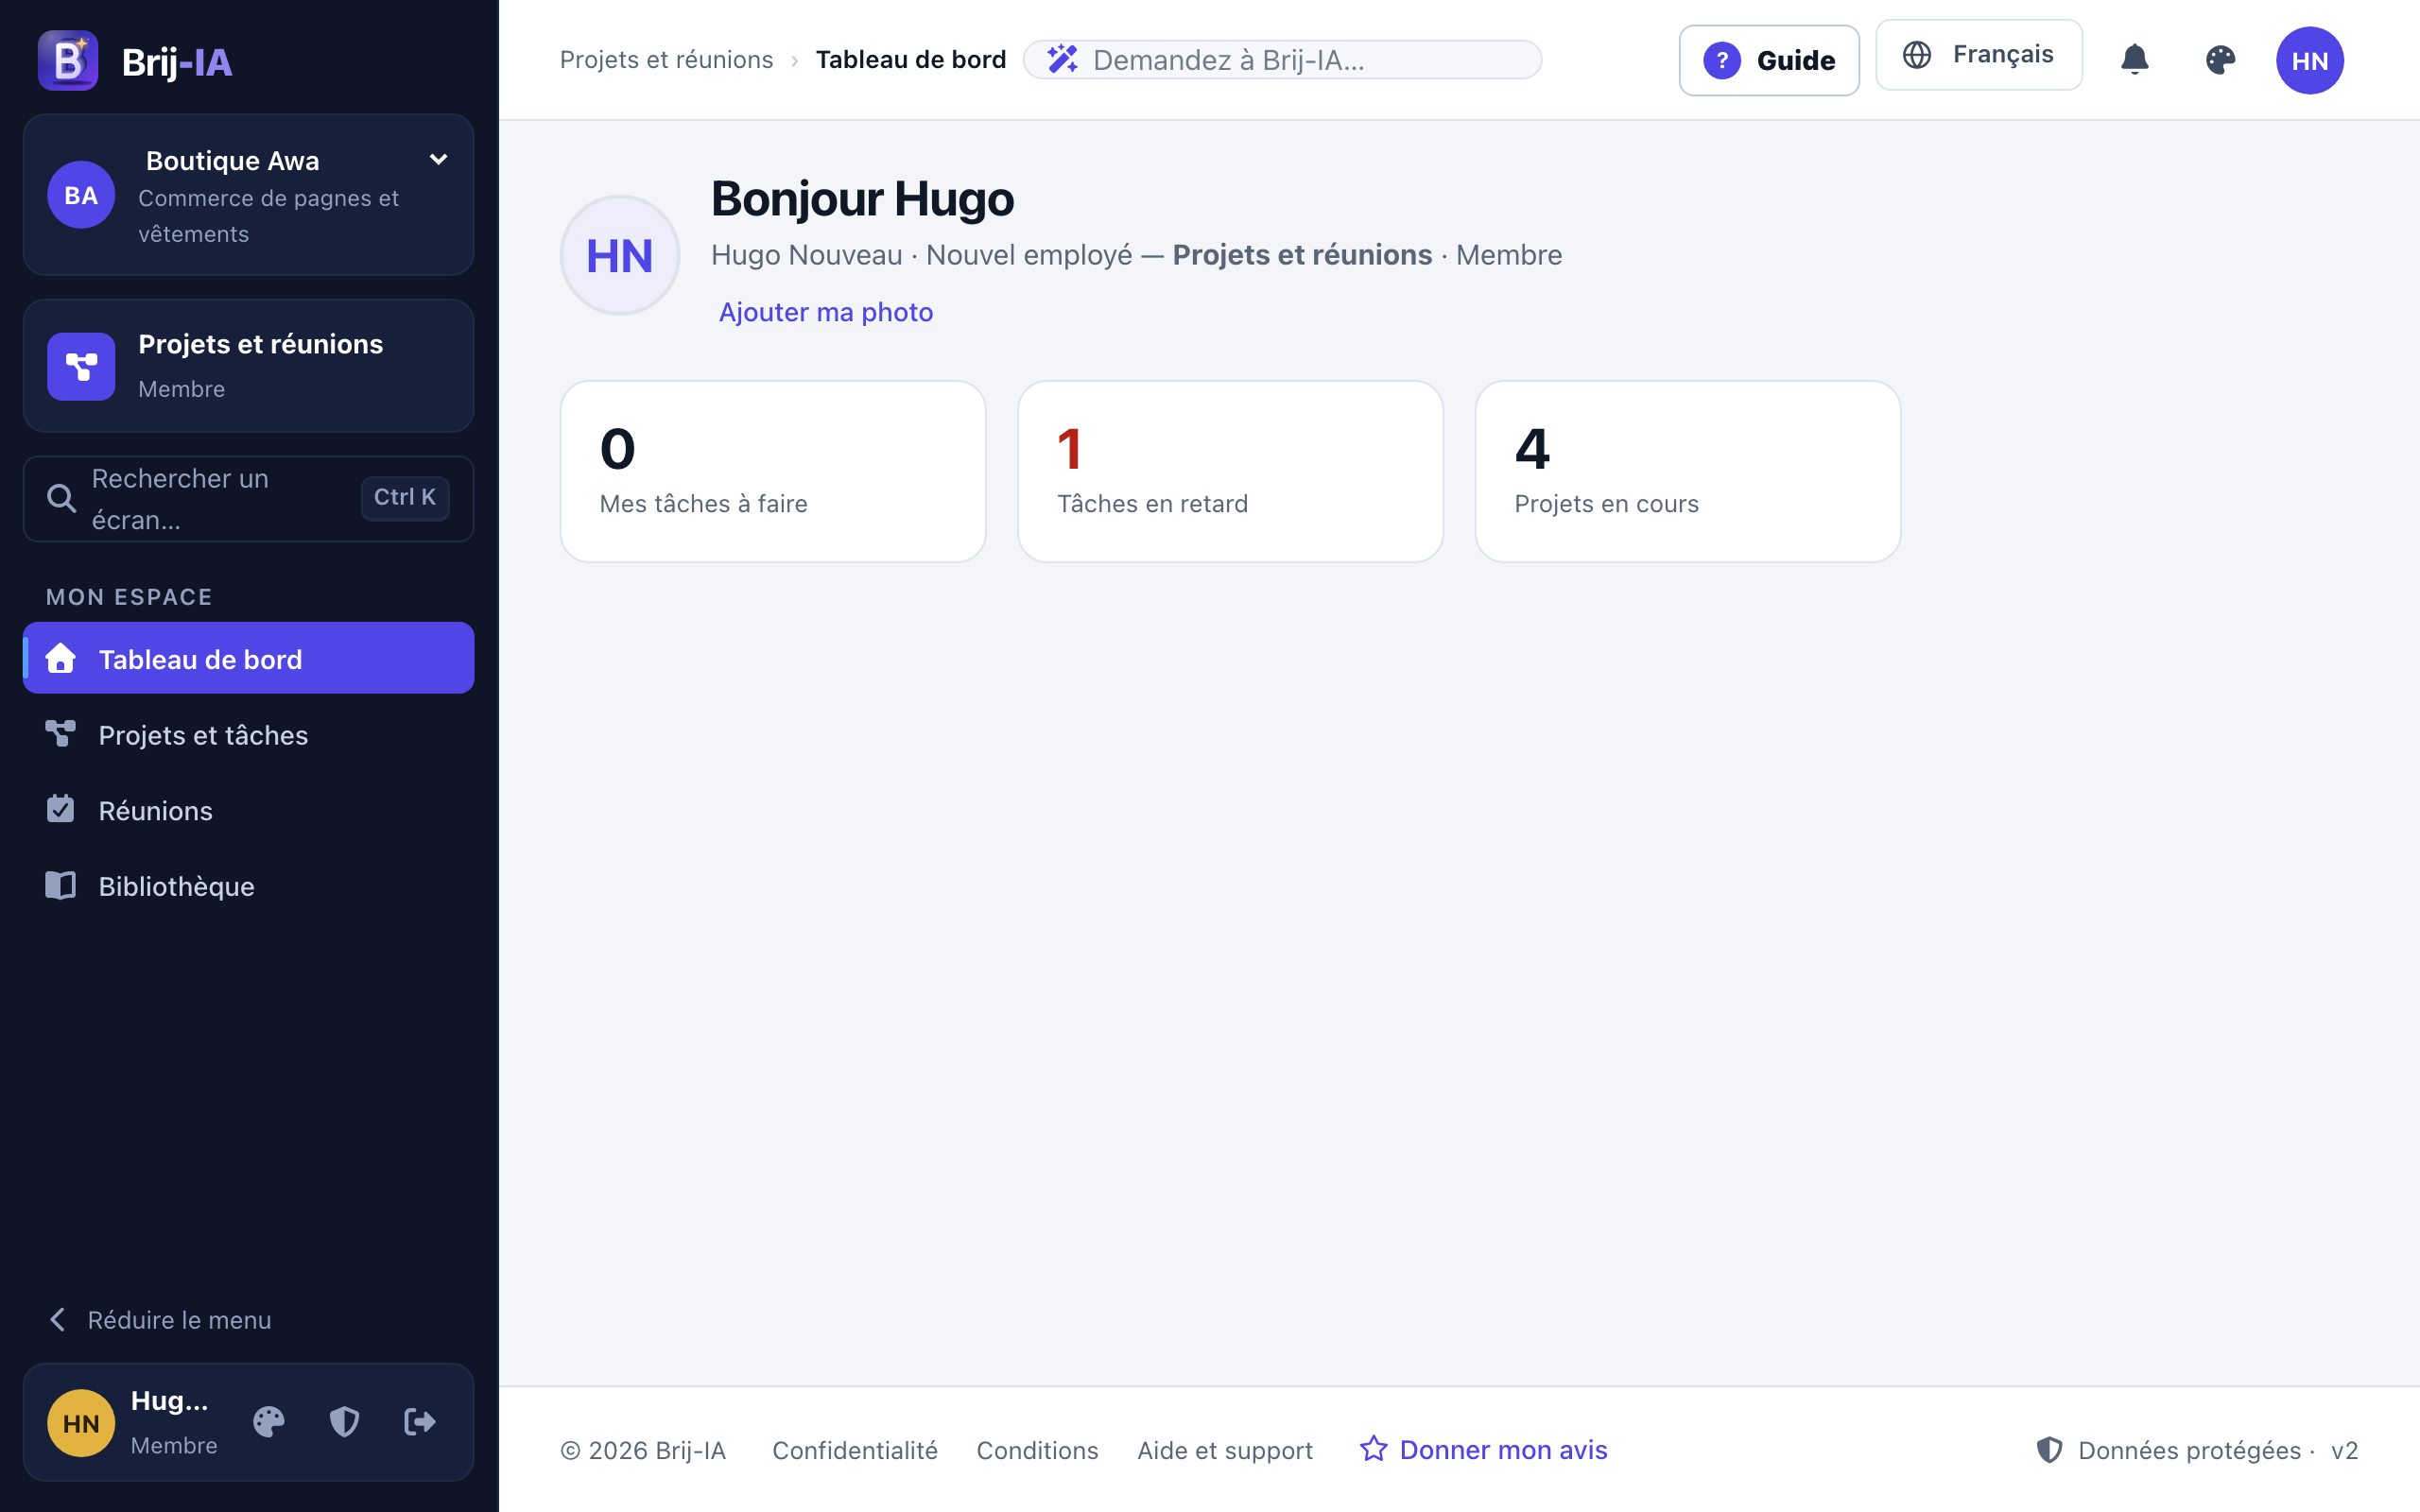 Brij-IA
BA
Boutique Awa
Commerce de pagnes et
vêtements
Projets et réunions
Membre
Rechercher un
écran...
Ctrl K
MON ESPACE
Tableau de bord
Projets et tâches
Réunions
Bibliothèque
Réduire le menu
HN
Hug...
Membre
Projets et réunions › Tableau de bord
Demandez à Brij-IA...
? Guide
Français
HN
HN
Bonjour Hugo
Hugo Nouveau · Nouvel employé — Projets et réunions · Membre
Ajouter ma photo
0
Mes tâches à faire
1
Tâches en retard
4
Projets en cours
© 2026 Brij-IA
Confidentialité
Conditions
Aide et support
Donner mon avis
Données protégées · v2